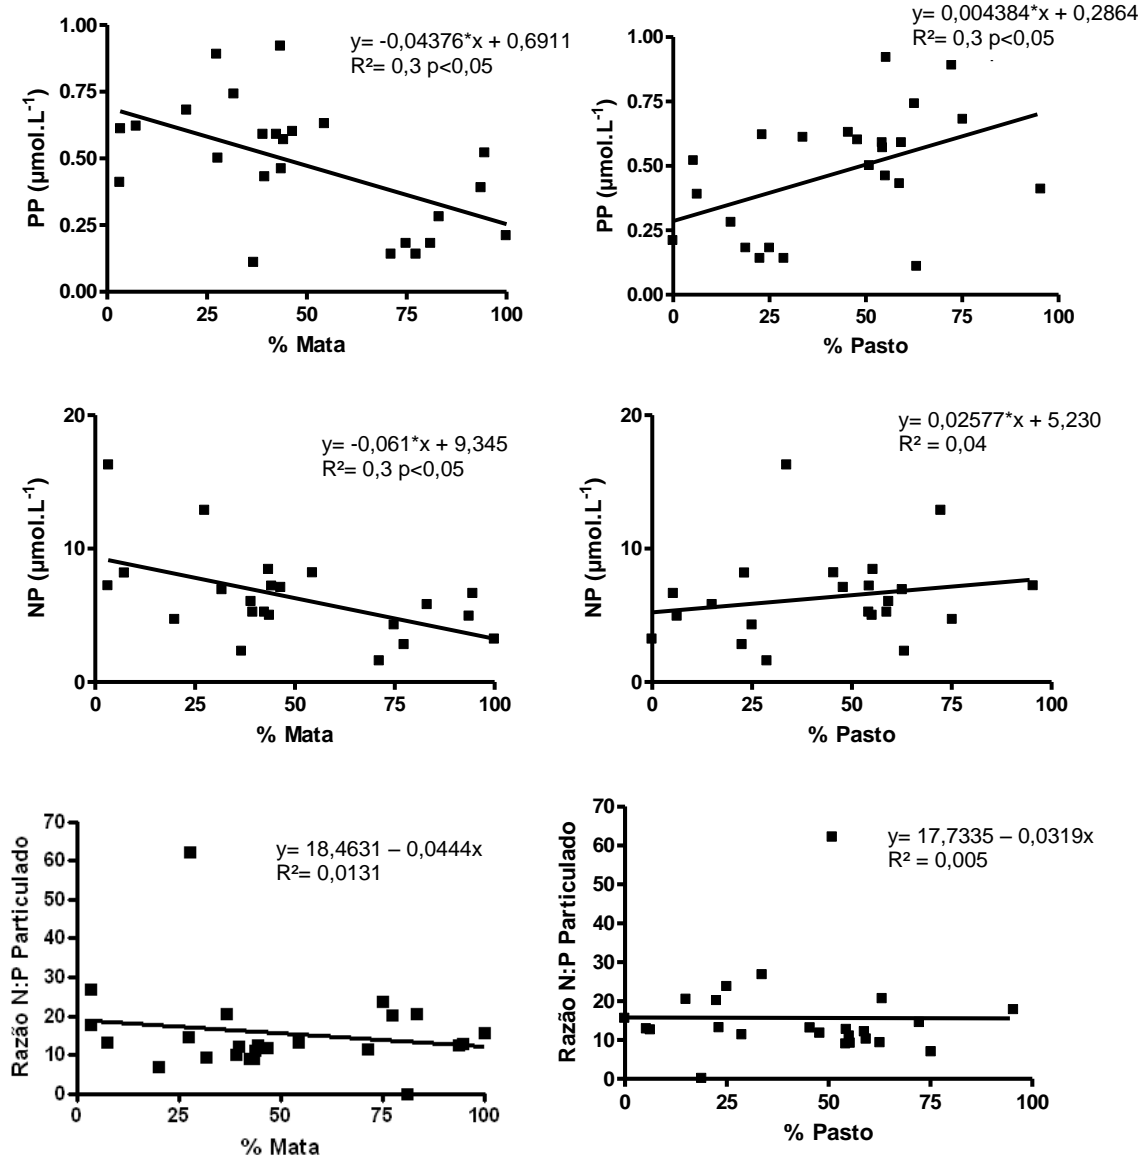 y= -0,04376*x + 0,6911
R²= 0,3 p<0,05
PP (µmol.L-1)
1.00
0.75
0.50
0.25
0.00
0 25 50 75 100
% Mata
y= 0,004384*x + 0,2864
R²= 0,3 p<0,05
PP (µmol.L-1)
1.00
0.75
0.50
0.25
0.00
0 25 50 75 100
% Pasto
y= -0,061*x + 9,345
R²= 0,3 p<0,05
NP (µmol.L-1)
20
10
0
0 25 50 75 100
% Mata
y= 0,02577*x + 5,230
R² = 0,04
NP (µmol.L-1)
20
10
0
0 25 50 75 100
% Pasto
y= 18,4631 – 0,0444x
R²= 0,0131
Razão N:P Particulado
70
60
50
40
30
20
10
0
0 25 50 75 100
% Mata
y= 17,7335 – 0,0319x
R² = 0,005
Razão N:P Particulado
70
60
50
40
30
20
10
0
0 25 50 75 100
% Pasto